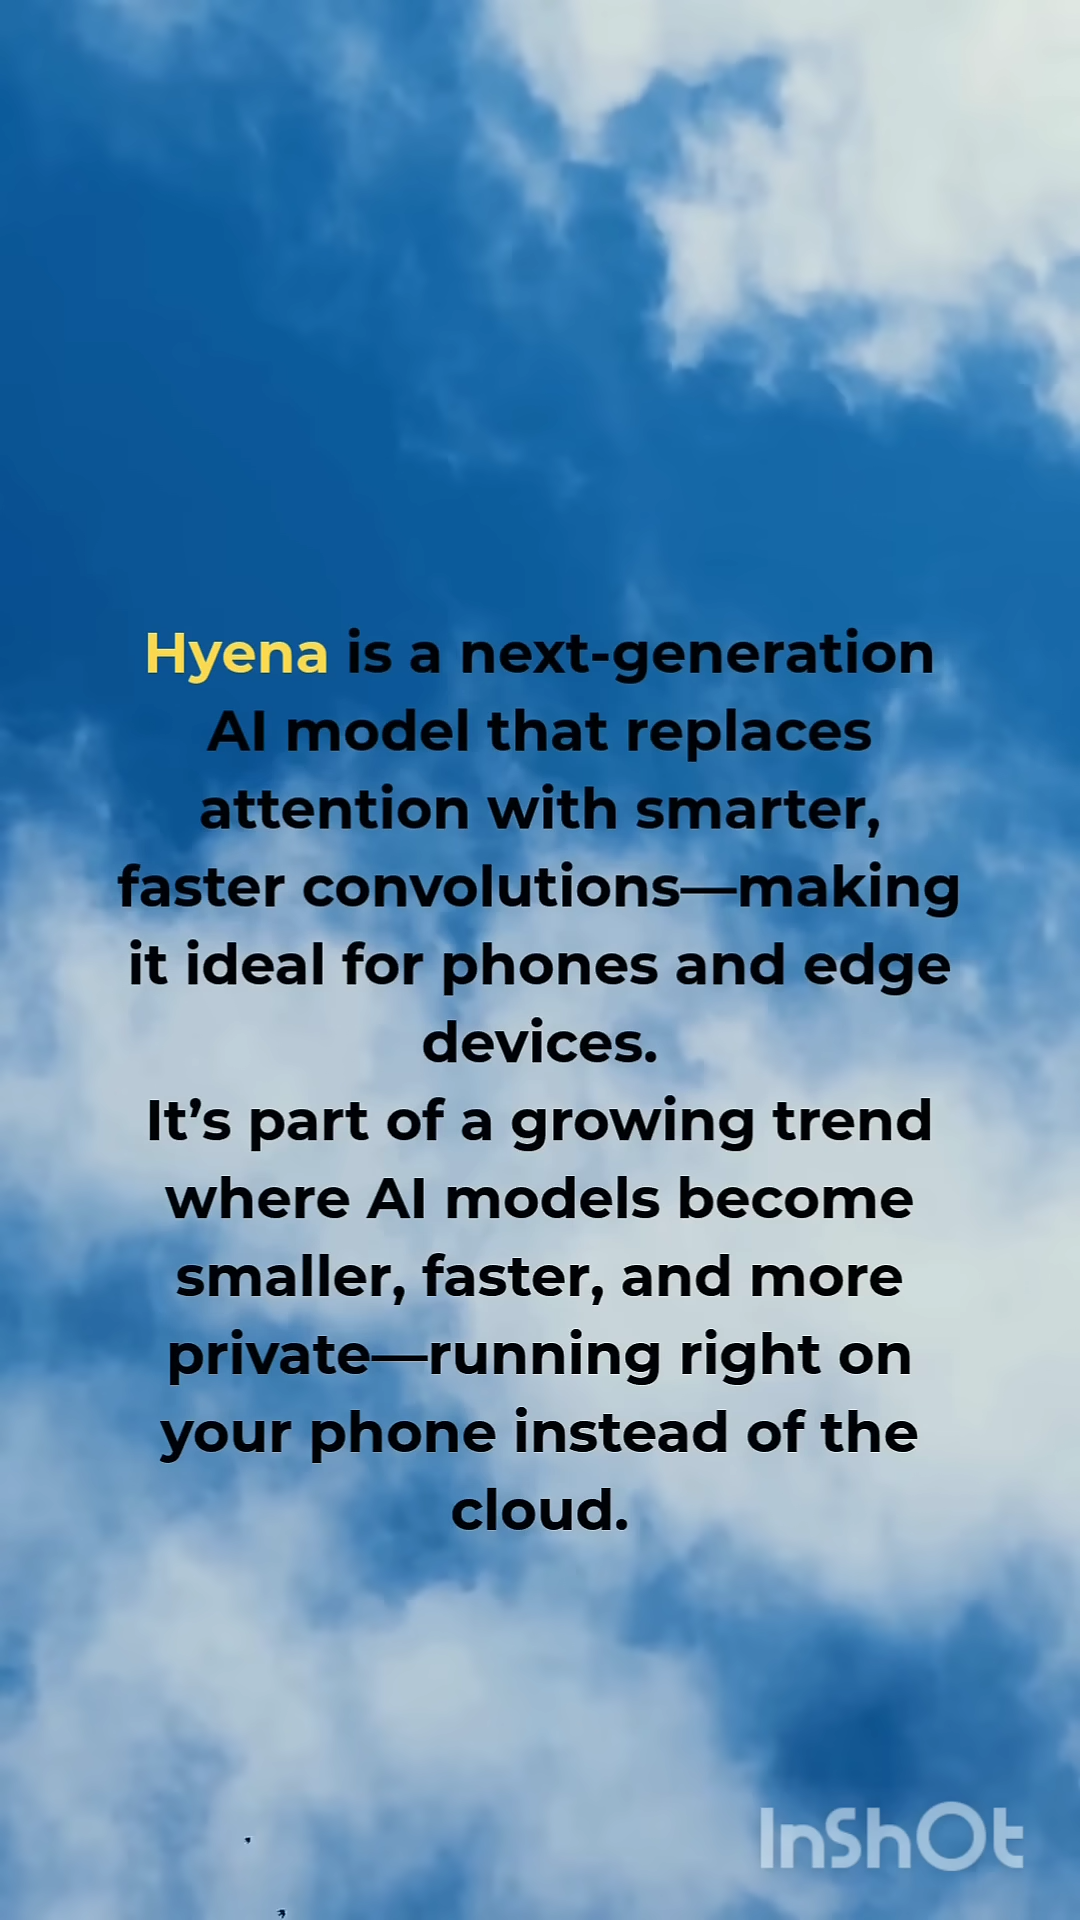 Hyena is a next-generation
AI model that replaces
attention with smarter,
faster convolutions—making
it ideal for phones and edge
devices.
It’s part of a growing trend
where AI models become
smaller, faster, and more
private—running right on
your phone instead of the
cloud.
InShOt